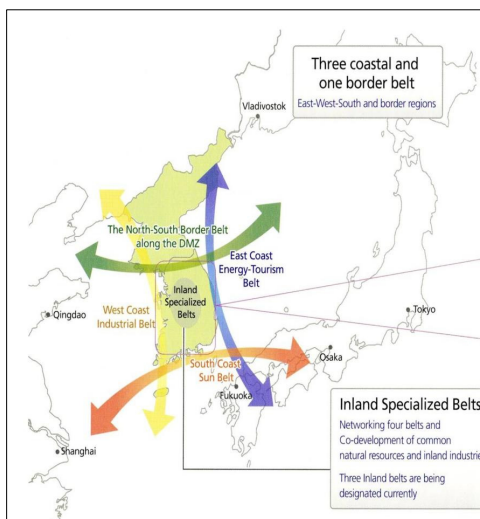 Three coastal and
one border belt
East-West-South and border regions
Vladivostok
The North-South Border Belt
along the DMZ
East Coast
Energy-Tourism
Belt
Inland
Specialized
Belts
West Coast
Industrial Belt
Qingdao
Tokyo
Osaka
South Coast
Sun Belt
Fukuoka
Shanghai
Inland Specialized Belts
Networking four belts and
Co-development of common
natural resources and inland industrie
Three Inland belts are being
designated currently